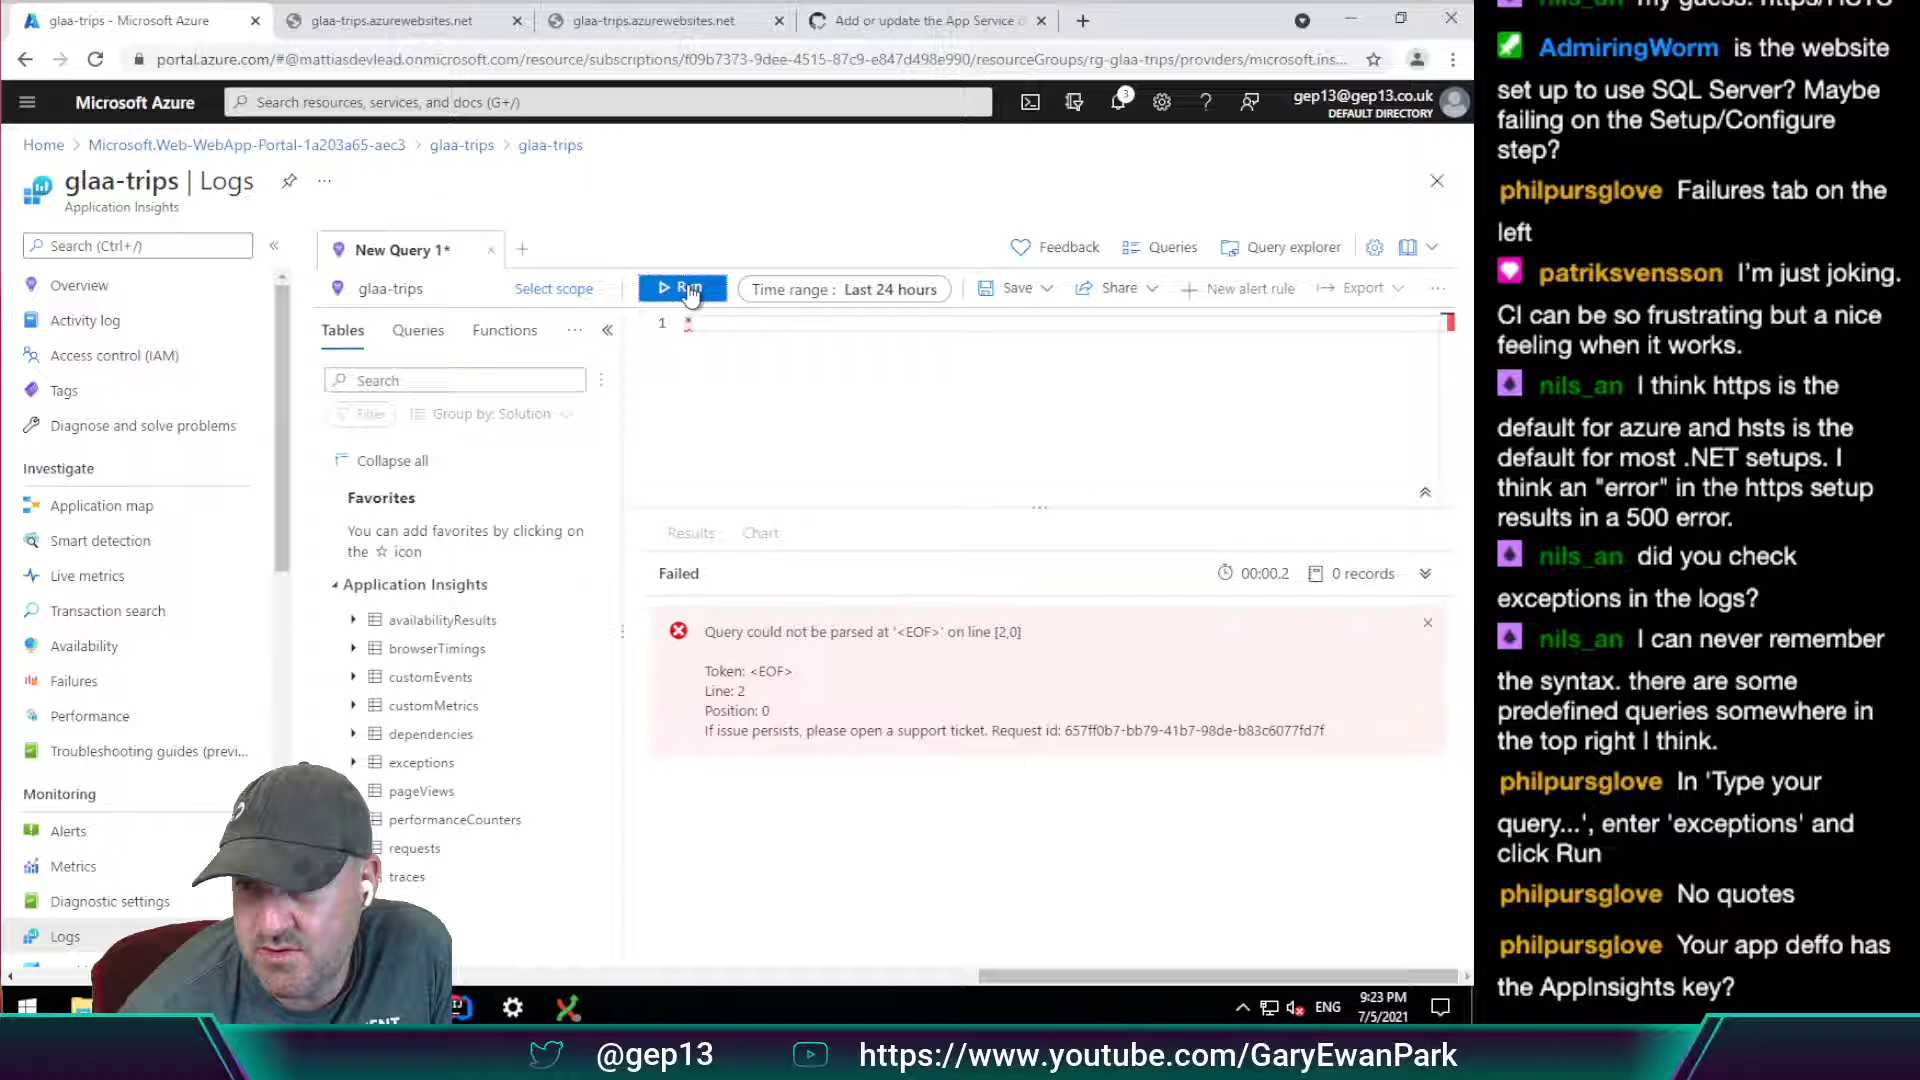 glaa-trips - Microsoft Azure
glaa-trips.azurewebsites.net
glaa-trips.azurewebsites.net
Add or update the App Service c
portal.azure.com/#@mattiasdevlead.onmicrosoft.com/resource/subscriptions/f09b7373-9dee-4515-87c9-e847d498e990/resourceGroups/rg-glaa-trips/providers/microsoft.ins...
Microsoft Azure
Search resources, services, and docs (G+/)
3
gep13@gep13.co.uk
DEFAULT DIRECTORY
Home > Microsoft.Web-WebApp-Portal-1a203a65-aec3 > glaa-trips > glaa-trips
glaa-trips | Logs
Application Insights
Search (Ctrl+/)
Overview
Activity log
Access control (IAM)
Tags
Diagnose and solve problems
Investigate
Application map
Smart detection
Live metrics
Transaction search
Availability
Failures
Performance
Troubleshooting guides (previ...
Monitoring
Alerts
Metrics
Diagnostic settings
Logs
New Query 1*
Feedback
Queries
Query explorer
glaa-trips
Select scope
Run
Time range : Last 24 hours
Save
Share
New alert rule
Export
Tables
Queries
Functions
Search
Filter
Group by: Solution
Collapse all
Favorites
You can add favorites by clicking on
the ☆ icon
Application Insights
availabilityResults
browserTimings
customEvents
customMetrics
dependencies
exceptions
pageViews
performanceCounters
requests
traces
1 *
Results
Chart
Failed
00:00.2
0 records
Query could not be parsed at '<EOF>' on line [2,0]
Token: <EOF>
Line: 2
Position: 0
If issue persists, please open a support ticket. Request id: 657ff0b7-bb79-41b7-98de-b83c6077fd7f
ENG
9:23 PM
7/5/2021
nils_an my guess: https/HSTS
AdmiringWorm is the website
set up to use SQL Server? Maybe
failing on the Setup/Configure
step?
philpursglove Failures tab on the
left
patriksvensson I'm just joking.
CI can be so frustrating but a nice
feeling when it works.
nils_an I think https is the
default for azure and hsts is the
default for most .NET setups. I
think an "error" in the https setup
results in a 500 error.
nils_an did you check
exceptions in the logs?
nils_an I can never remember
the syntax. there are some
predefined queries somewhere in
the top right I think.
philpursglove In 'Type your
query...', enter 'exceptions' and
click Run
philpursglove No quotes
philpursglove Your app deffo has
the AppInsights key?
@gep13
https://www.youtube.com/GaryEwanPark